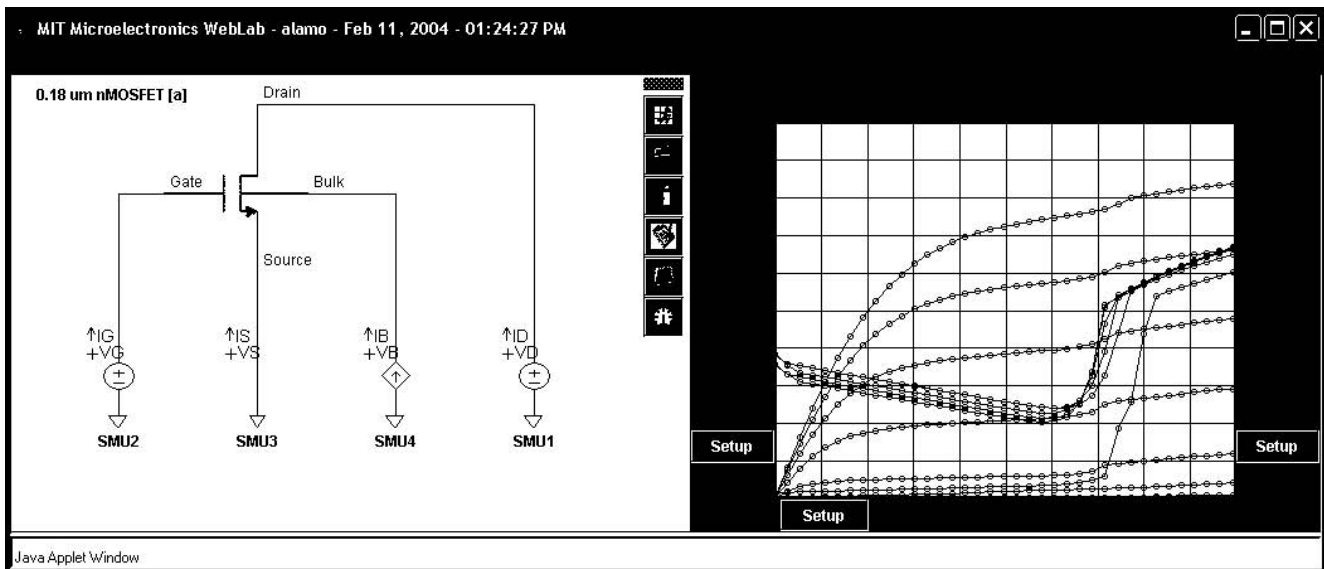 MIT Microelectronics WebLab - alamo - Feb 11, 2004 - 01:24:27 PM
0.18 um nMOSFET [a]
Drain
Gate
Bulk
Source
↑IG ↑IS ↑IB ↑ID
+VG +VS +VB +VD
SMU2 SMU3 SMU4 SMU1
Setup
Setup
Setup
Java Applet Window